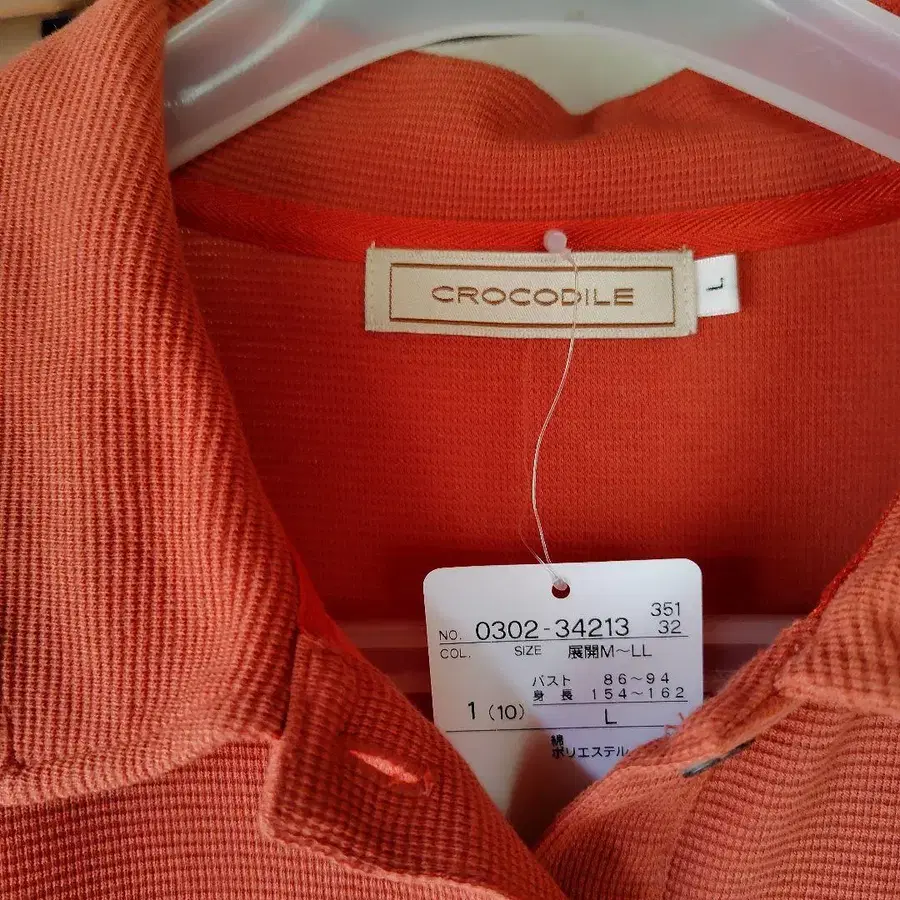 CROCODILE
L
351
NO. 0302-34213 32
COL. SIZE 展開M～LL
バスト 86～94
身長 154～162
1 (10) L
綿
ポリエステル